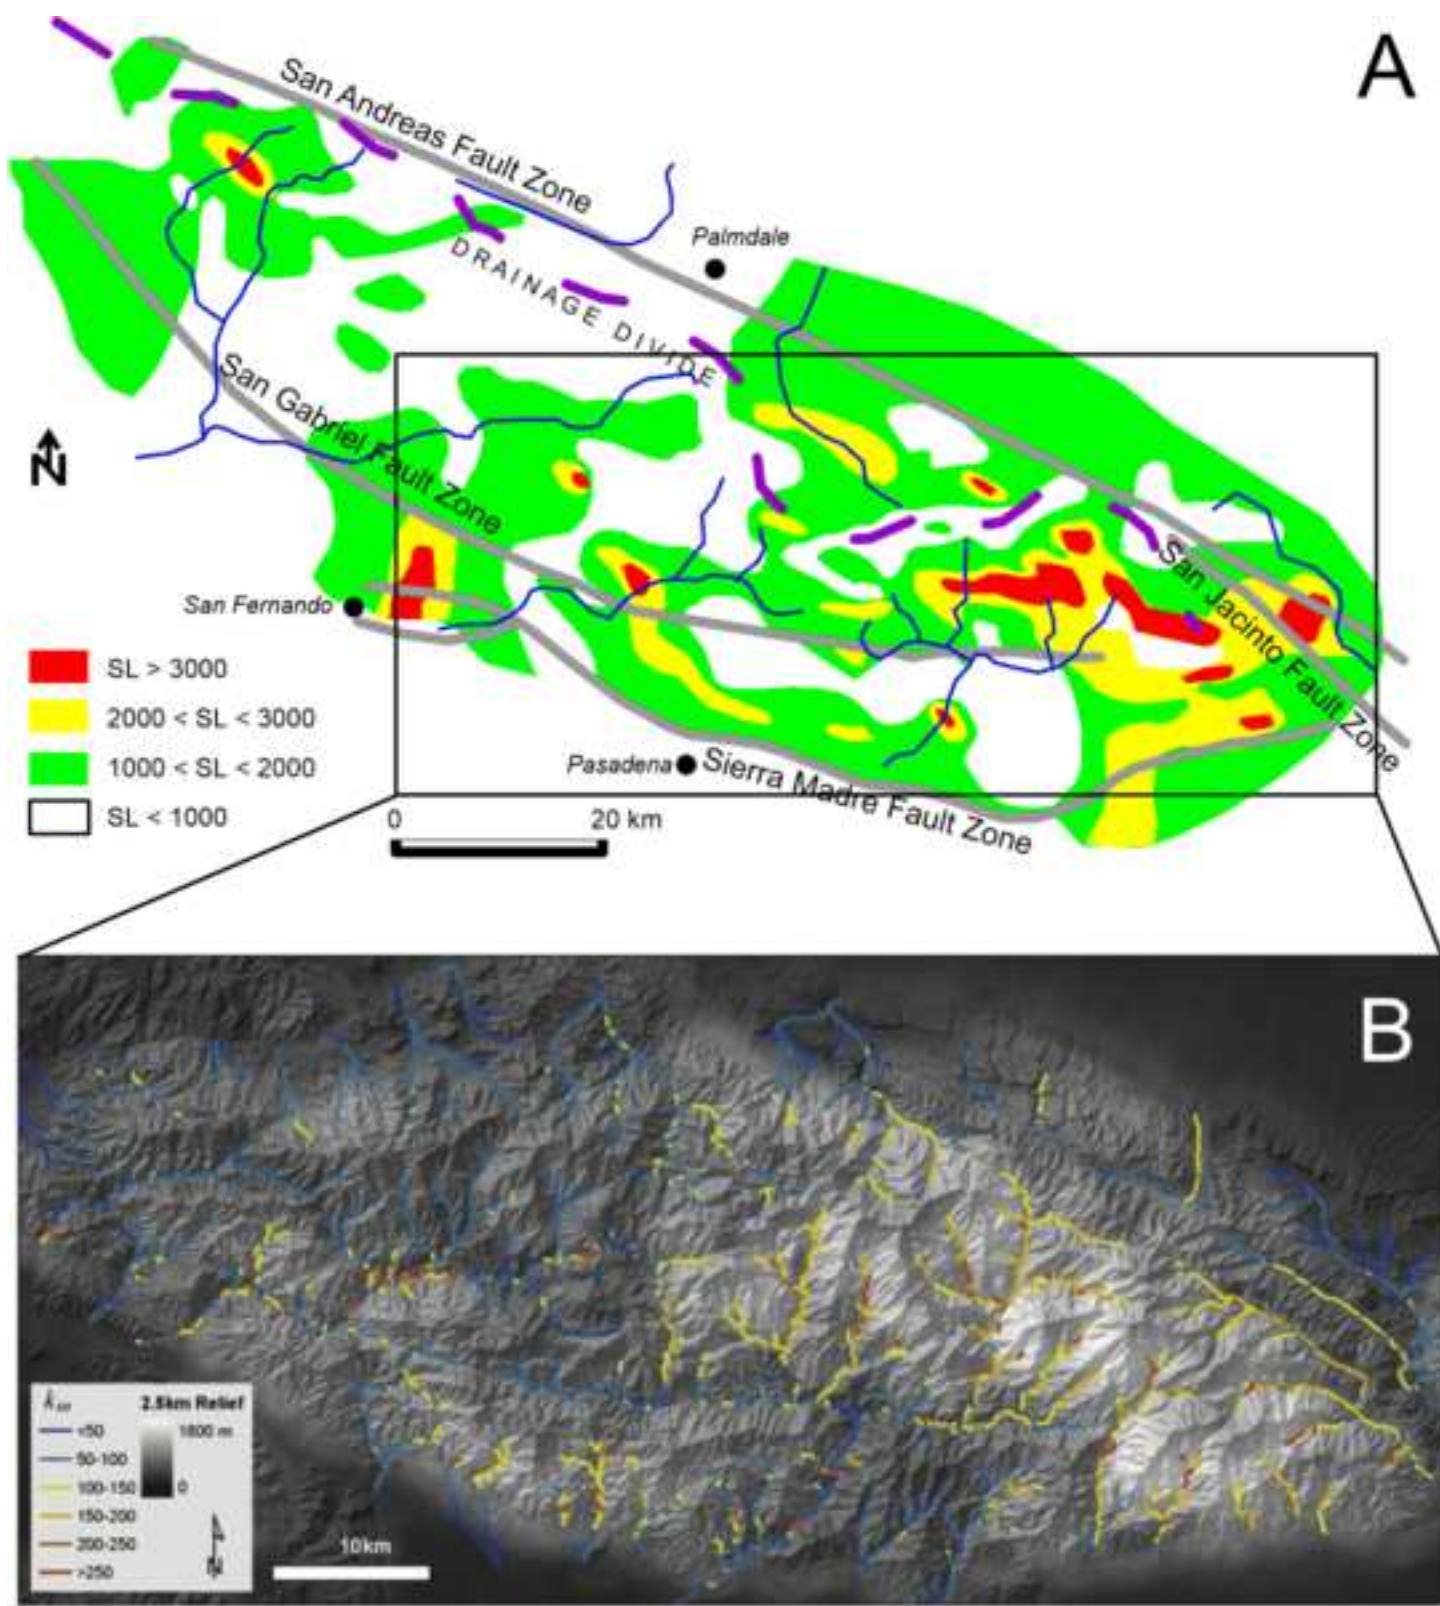 A
San Andreas Fault Zone
Palmdale
DRAINAGE DIVIDE
San Gabriel Fault Zone
N
San Fernando
San Jacinto Fault Zone
SL > 3000
2000 < SL < 3000
1000 < SL < 2000
SL < 1000
Pasadena
Sierra Madre Fault Zone
0 20 km
B
2.5km Relief
<50
1800 m
50-100
100-150
0
150-200
200-250
>250
N
10km